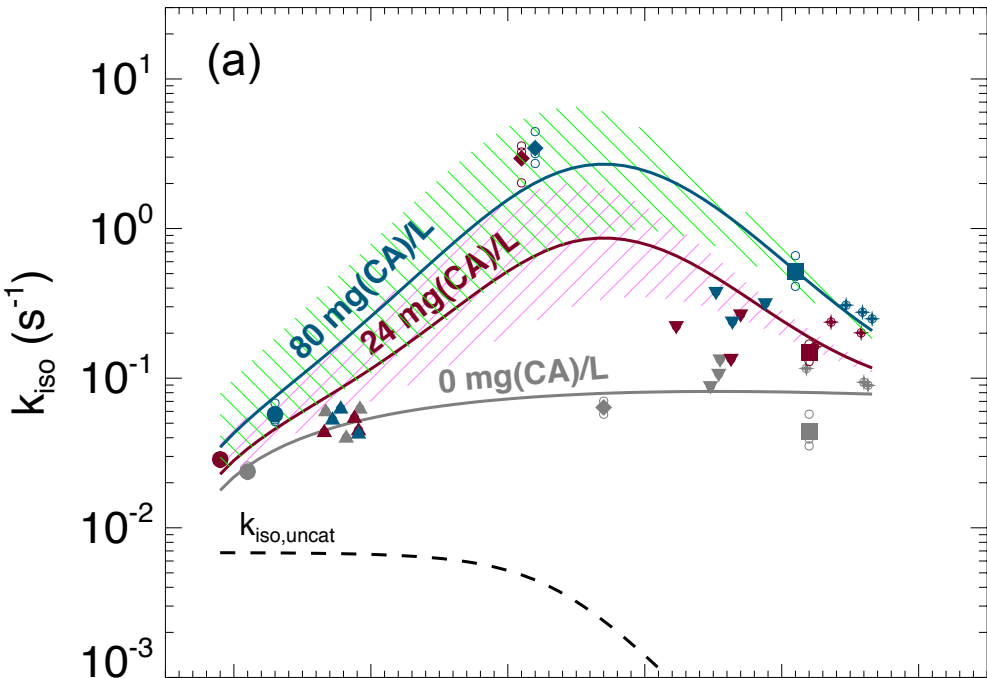 (a)
10^1
10^0
10^-1
10^-2
10^-3
k_iso (s^-1)
80 mg(CA)/L
24 mg(CA)/L
0 mg(CA)/L
k_iso,uncat